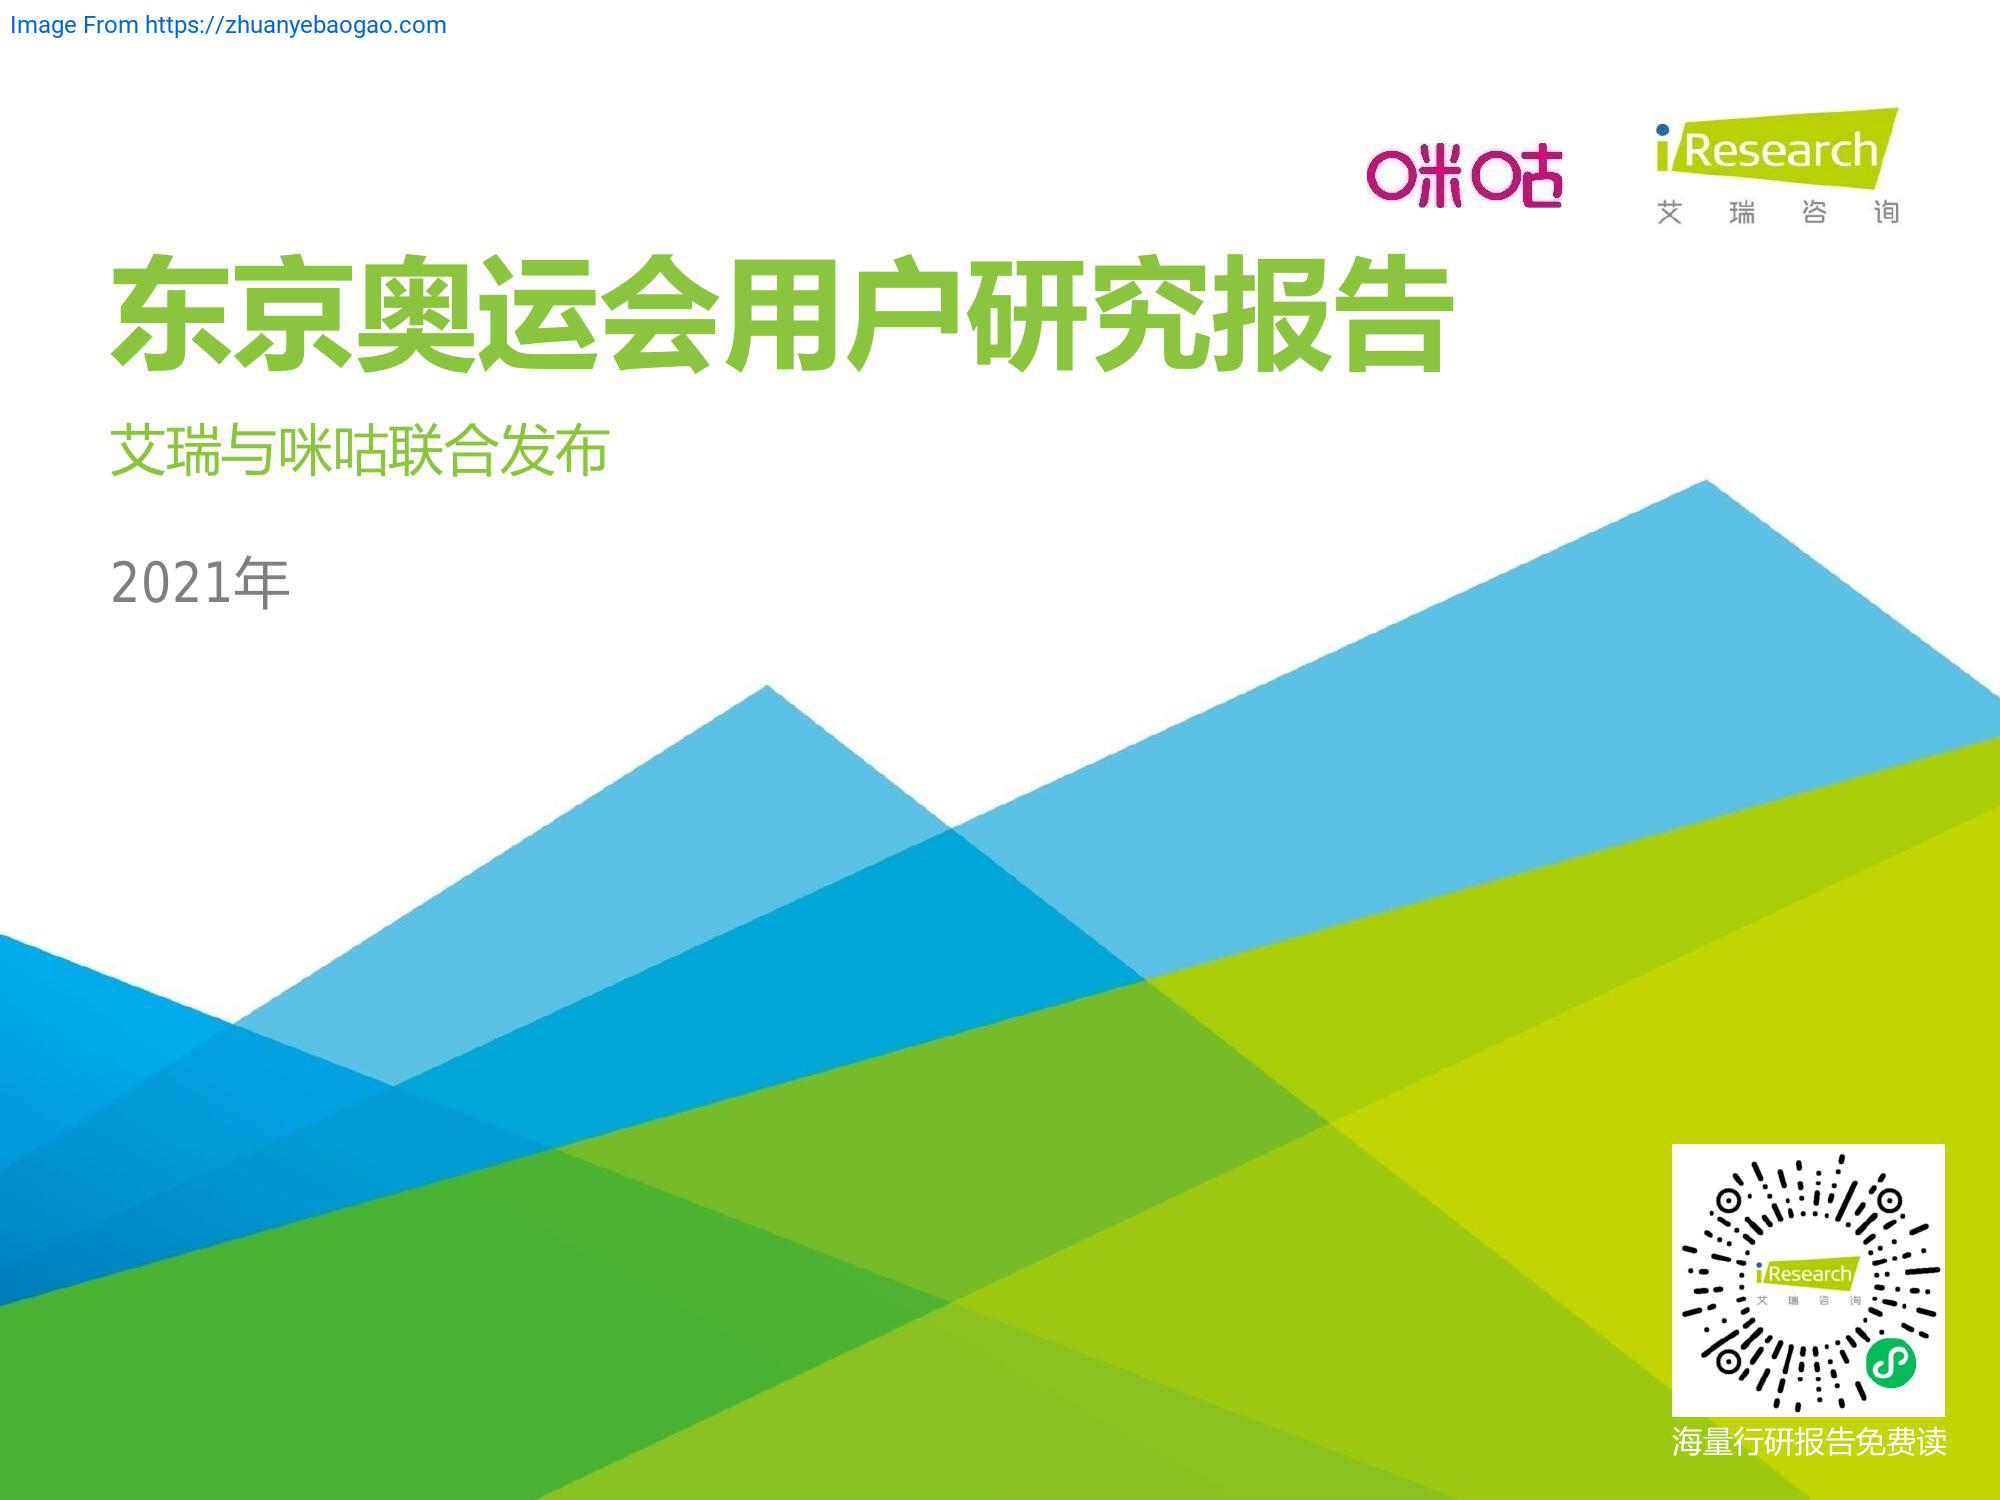 Image From https://zhuanyebaogao.com
咪咕
iResearch
艾瑞咨询
东京奥运会用户研究报告
艾瑞与咪咕联合发布
2021年
iResearch
艾瑞咨询
海量行研报告免费读